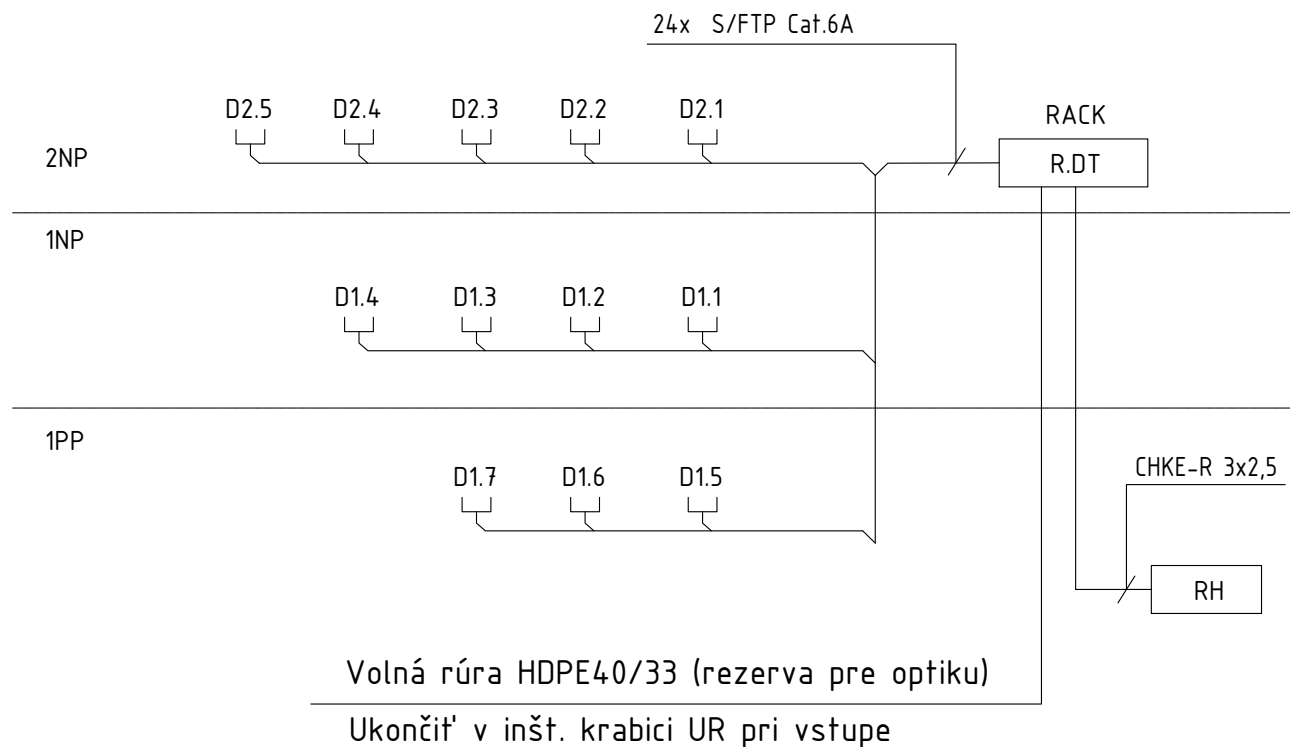 24x S/FTP Cat.6A
D2.5 D2.4 D2.3 D2.2 D2.1
RACK
2NP
R.DT
1NP
D1.4 D1.3 D1.2 D1.1
1PP
D1.7 D1.6 D1.5
CHKE-R 3x2,5
RH
Volná rúra HDPE40/33 (rezerva pre optiku)
Ukončiť v inšt. krabici UR pri vstupe